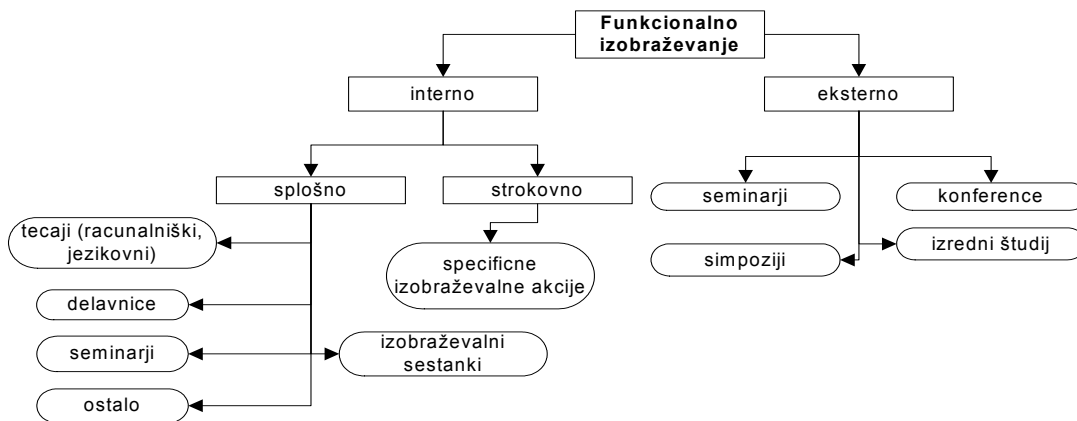 Funkcionalno
izobraževanje
interno
eksterno
splošno
strokovno
seminarji
konference
tecaji (racunalniški,
jezikovni)
specificne
izobraževalne akcije
simpoziji
izredni študij
delavnice
seminarji
izobraževalni
sestanki
ostalo